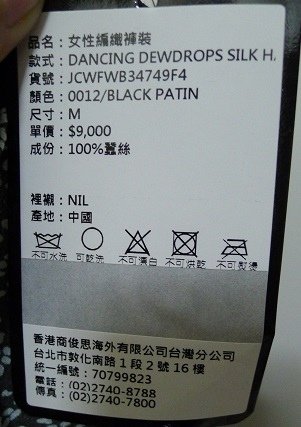 品名：女性編織褲裝
款式：DANCING DEWDROPS SILK H.
貨號：JCWFWB34749F4
顏色：0012/BLACK PATIN
尺寸：M
單價：$9,000
成份：100%蠶絲
裡襯：NIL
產地：中國
不可水洗 可乾洗 不可漂白 不可烘乾 不可熨燙
香港商俊思海外有限公司台灣分公司
台北市敦化南路1段2號16樓
統一編號：70799823
電話：(02)2740-8788
傳真：(02)2740-7800